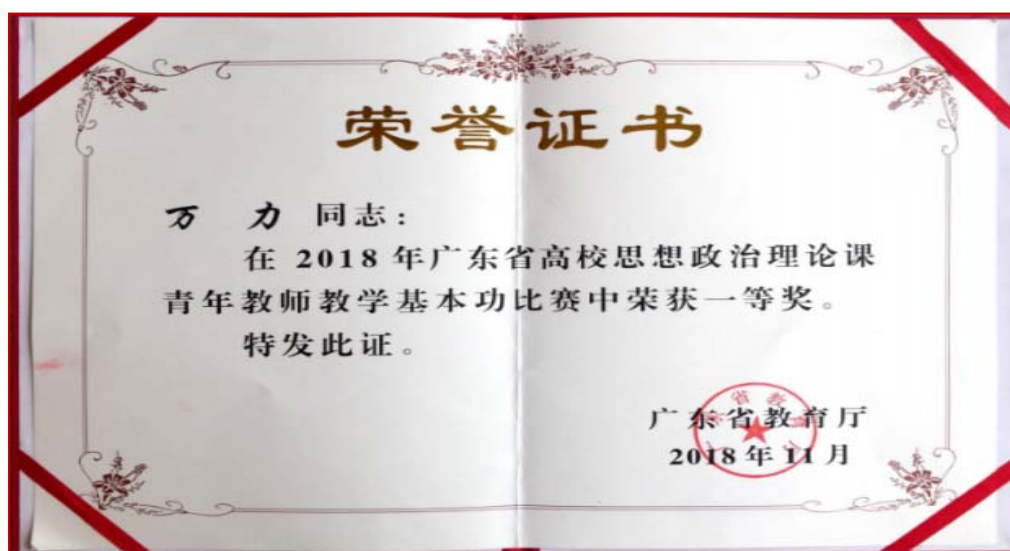 荣誉证书
万 力 同志：
在 2018 年广东省高校思想政治理论课
青年教师教学基本功比赛中荣获一等奖。
特发此证。
广东省教育厅
2018 年 11 月